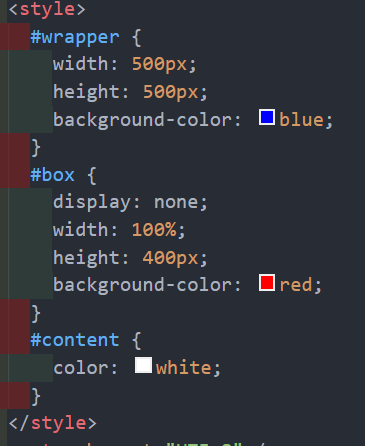 <style>
#wrapper {
width: 500px;
height: 500px;
background-color: blue;
}
#box {
display: none;
width: 100%;
height: 400px;
background-color: red;
}
#content {
color: white;
}
</style>